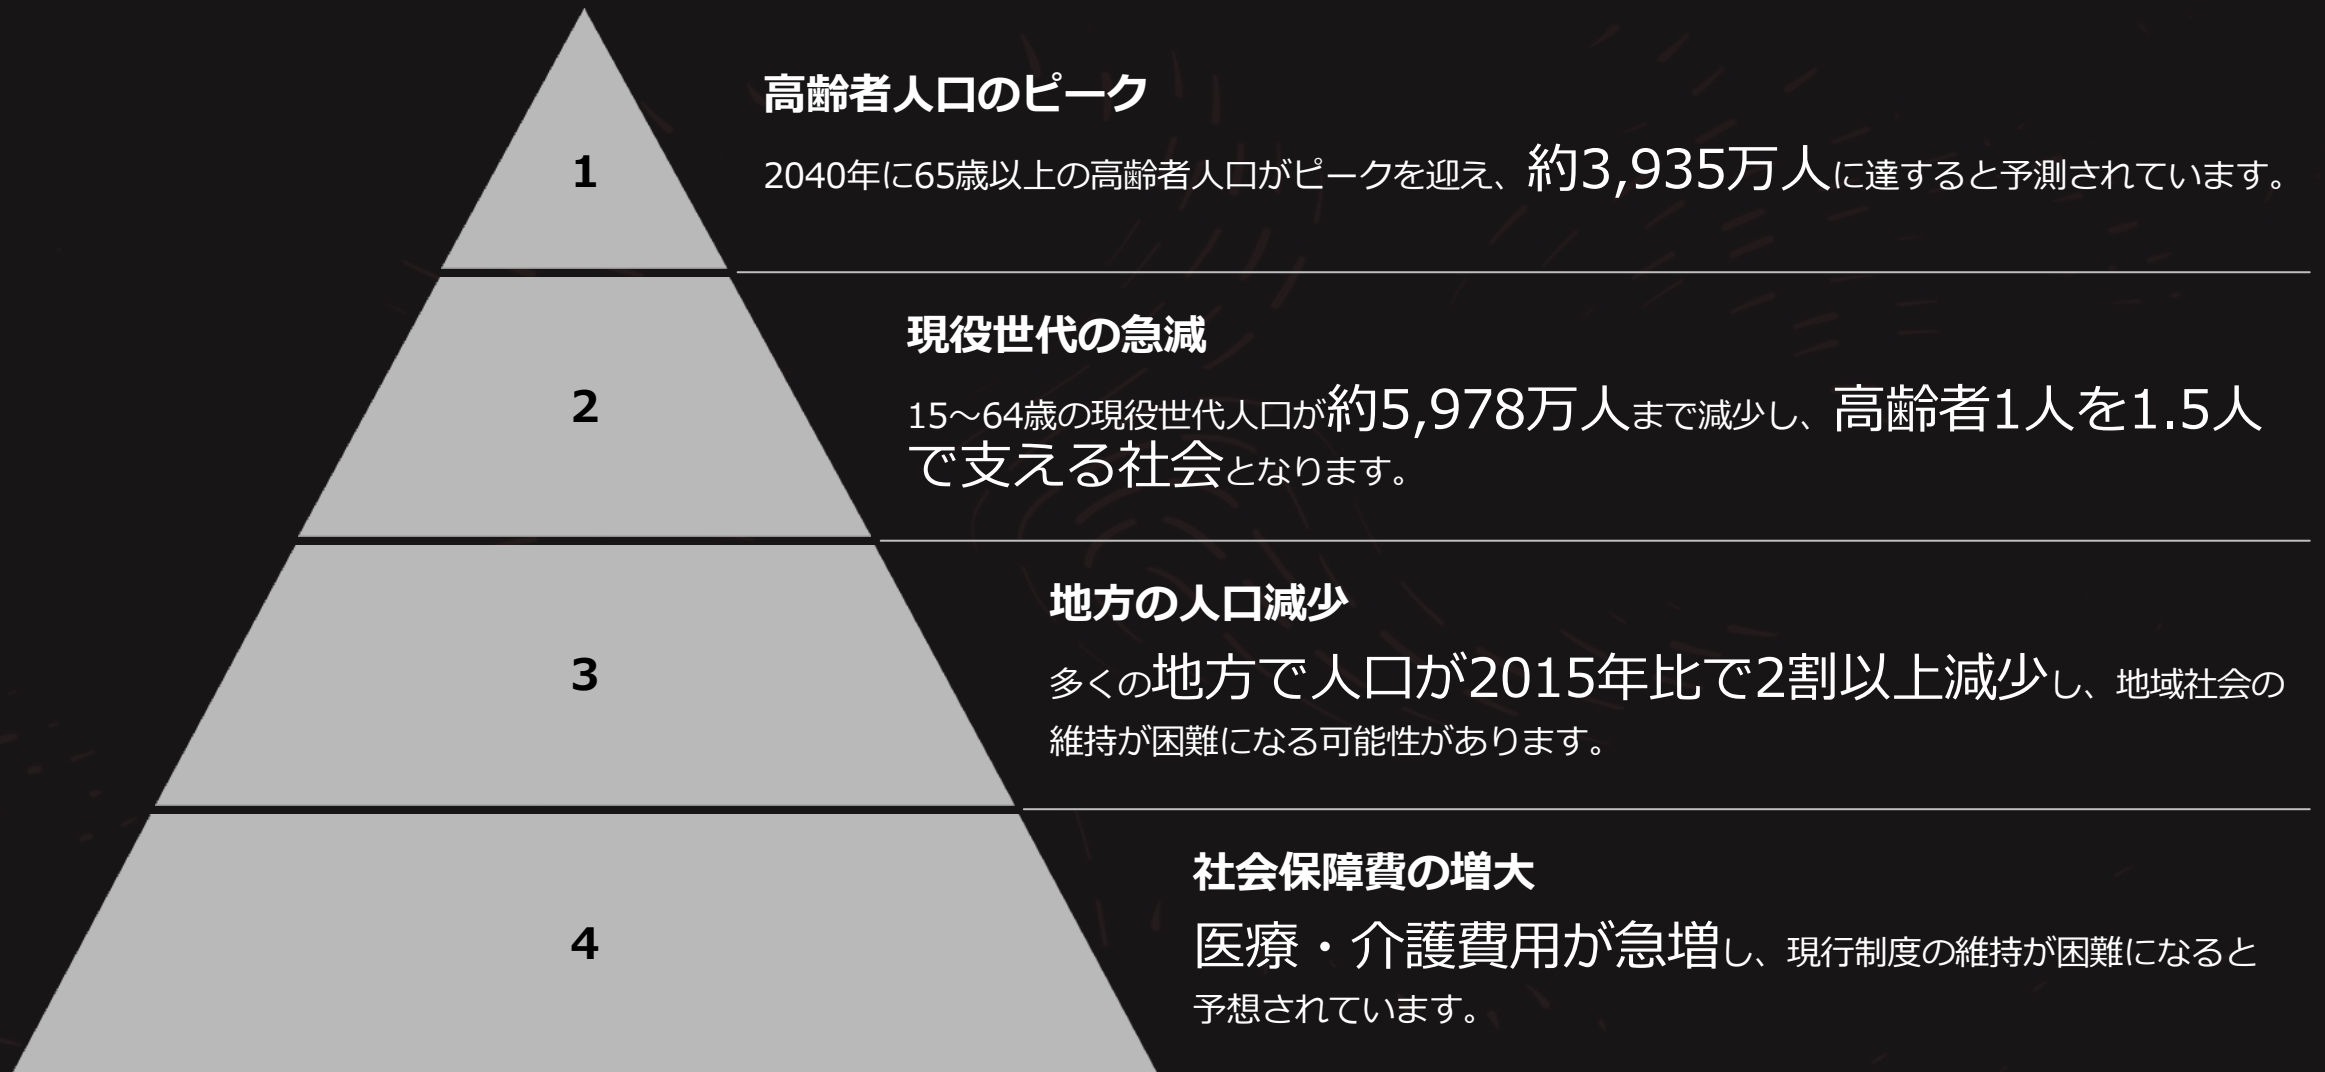 1
高齢者人口のピーク
2040年に65歳以上の高齢者人口がピークを迎え、約3,935万人に達すると予測されています。
2
現役世代の急減
15～64歳の現役世代人口が約5,978万人まで減少し、高齢者1人を1.5人
で支える社会となります。
3
地方の人口減少
多くの地方で人口が2015年比で2割以上減少し、地域社会の
維持が困難になる可能性があります。
4
社会保障費の増大
医療・介護費用が急増し、現行制度の維持が困難になると
予想されています。